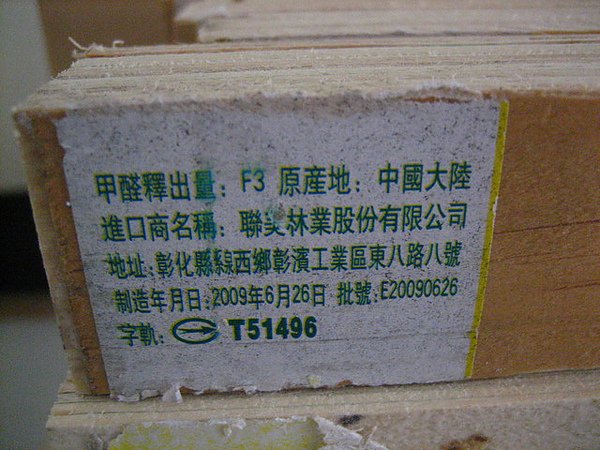 甲醛釋出量：F3 原産地：中國大陸
進口商名稱：聯美林業股份有限公司
地址:彰化縣線西鄉彰濱工業區東八路八號
制造年月日:2009年6月26日 批號:E20090626
字軌: T51496